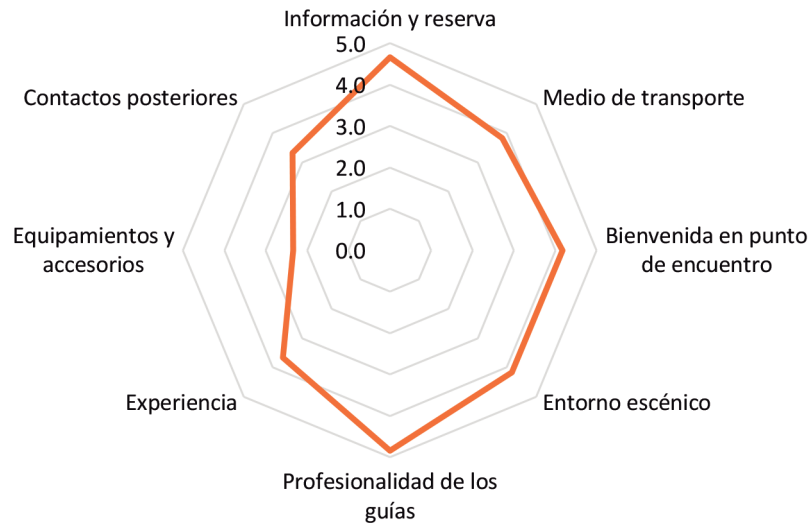 Información y reserva
5.0
Contactos posteriores
4.0
Medio de transporte
3.0
2.0
1.0
Equipamientos y
accesorios
0.0
Bienvenida en punto
de encuentro
Experiencia
Entorno escénico
Profesionalidad de los
guías